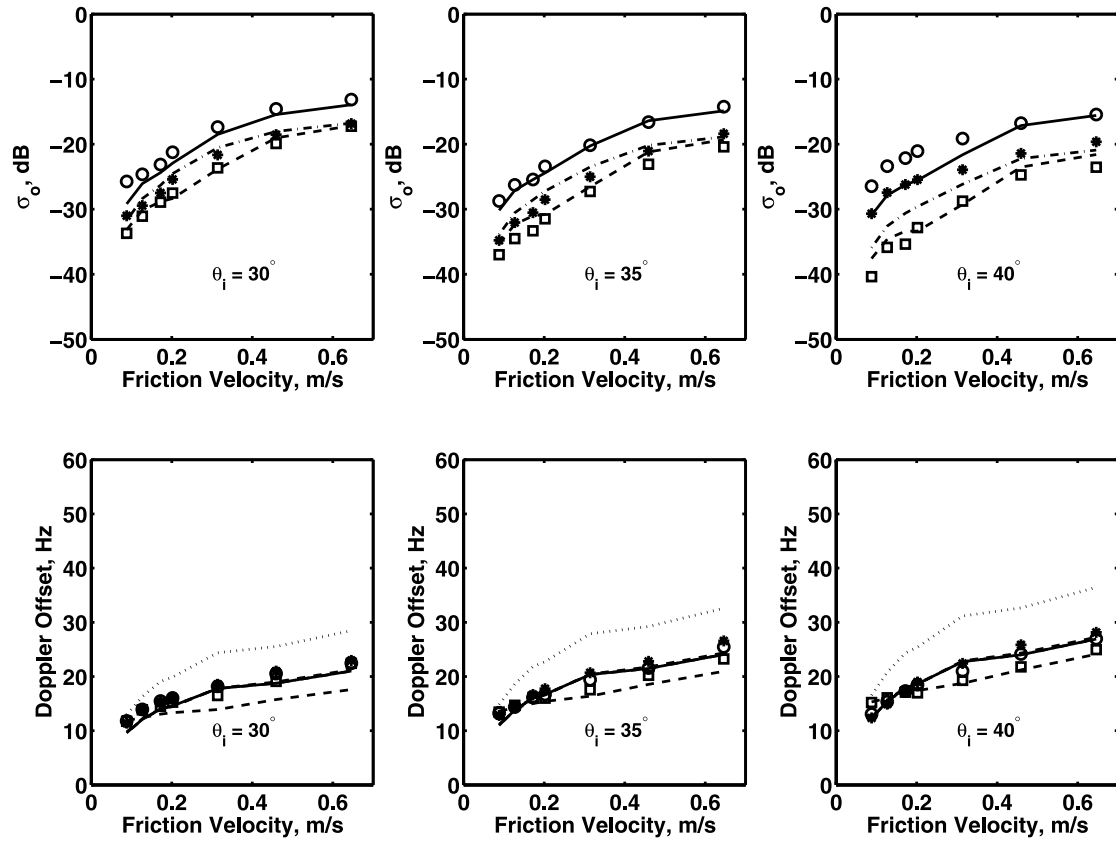 0
−10
−20
−30
−40
−50
σo, dB
θi = 30°
0 0.2 0.4 0.6
Friction Velocity, m/s
0
−10
−20
−30
−40
−50
σo, dB
θi = 35°
0 0.2 0.4 0.6
Friction Velocity, m/s
0
−10
−20
−30
−40
−50
σo, dB
θi = 40°
0 0.2 0.4 0.6
Friction Velocity, m/s
60
50
40
30
20
10
0
Doppler Offset, Hz
θi = 30°
0 0.2 0.4 0.6
Friction Velocity, m/s
60
50
40
30
20
10
0
Doppler Offset, Hz
θi = 35°
0 0.2 0.4 0.6
Friction Velocity, m/s
60
50
40
30
20
10
0
Doppler Offset, Hz
θi = 40°
0 0.2 0.4 0.6
Friction Velocity, m/s